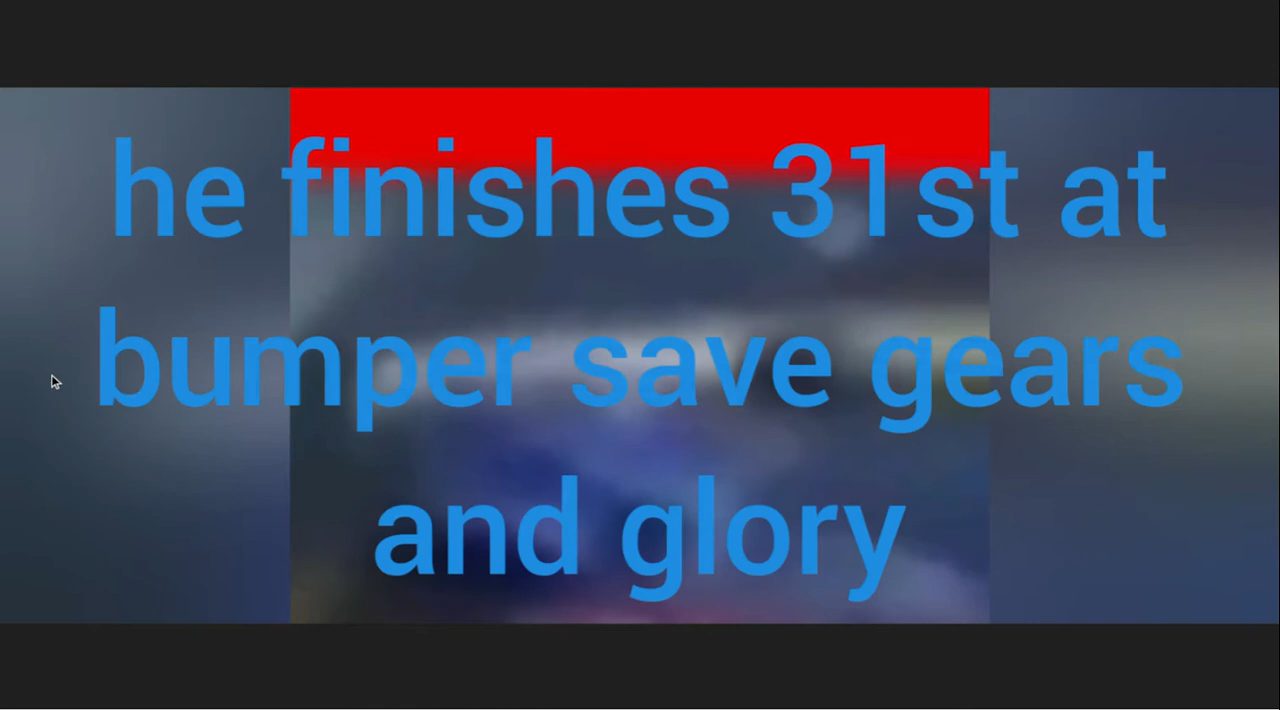 he finishes 31st at
bumper save gears
and glory